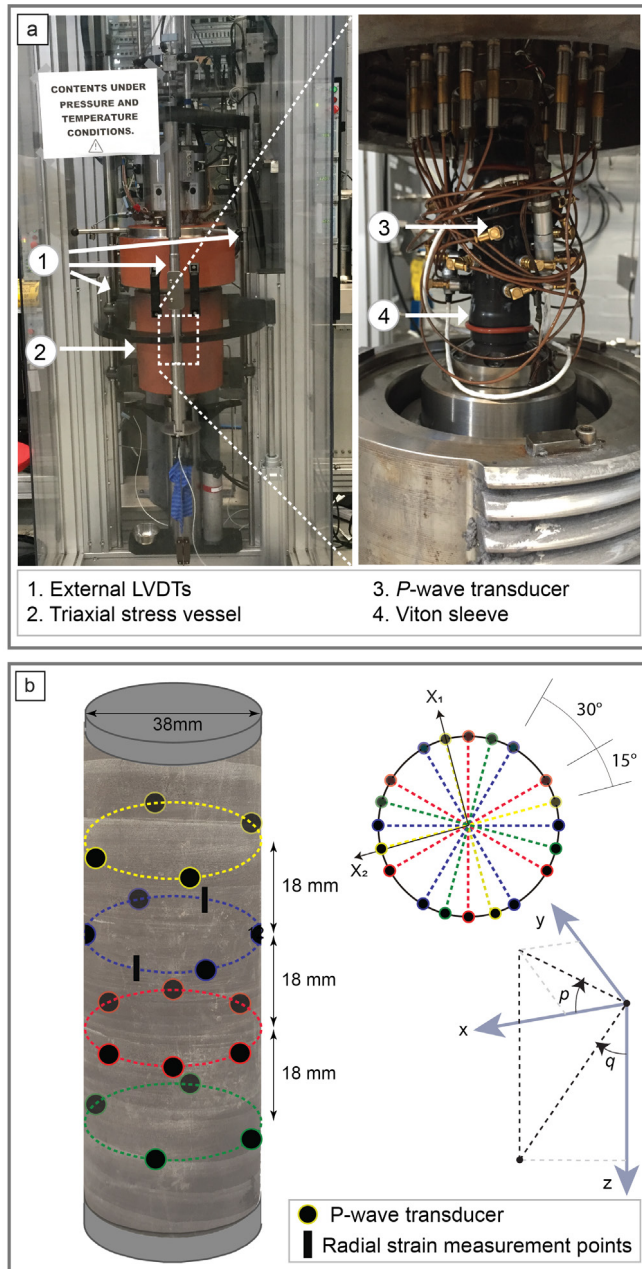 a
CONTENTS UNDER
PRESSURE AND
TEMPERATURE
CONDITIONS.
1
2
3
4
1. External LVDTs
2. Triaxial stress vessel
3. P-wave transducer
4. Viton sleeve
b
38mm
18 mm
18 mm
18 mm
X₁
X₂
30º
15º
y
p
x
q
z
P-wave transducer
Radial strain measurement points